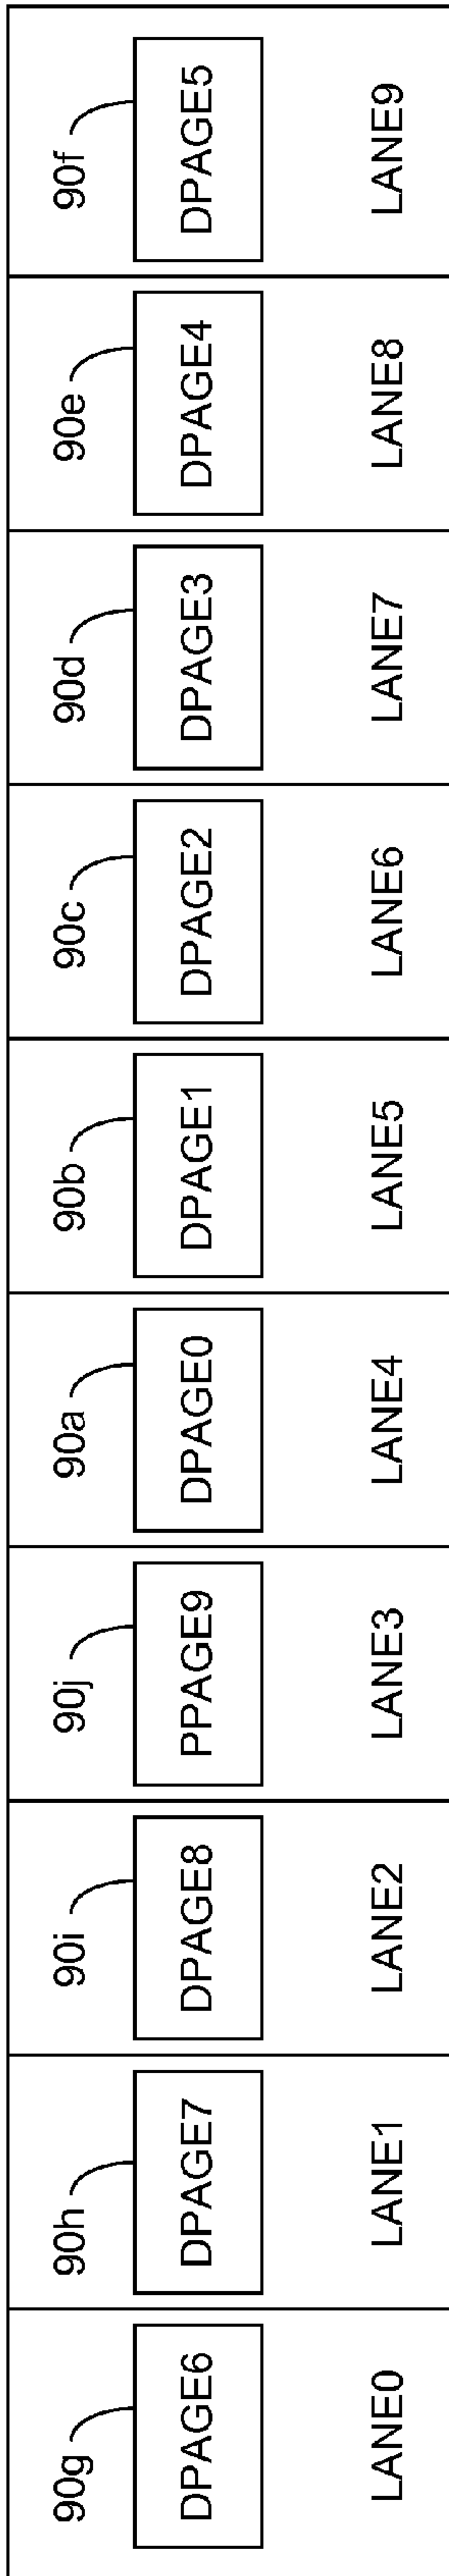 90g 90h 90i 90j 90a 90b 90c 90d 90e 90f
DPAGE6 DPAGE7 DPAGE8 PPAGE9 DPAGE0 DPAGE1 DPAGE2 DPAGE3 DPAGE4 DPAGE5
LANE0 LANE1 LANE2 LANE3 LANE4 LANE5 LANE6 LANE7 LANE8 LANE9